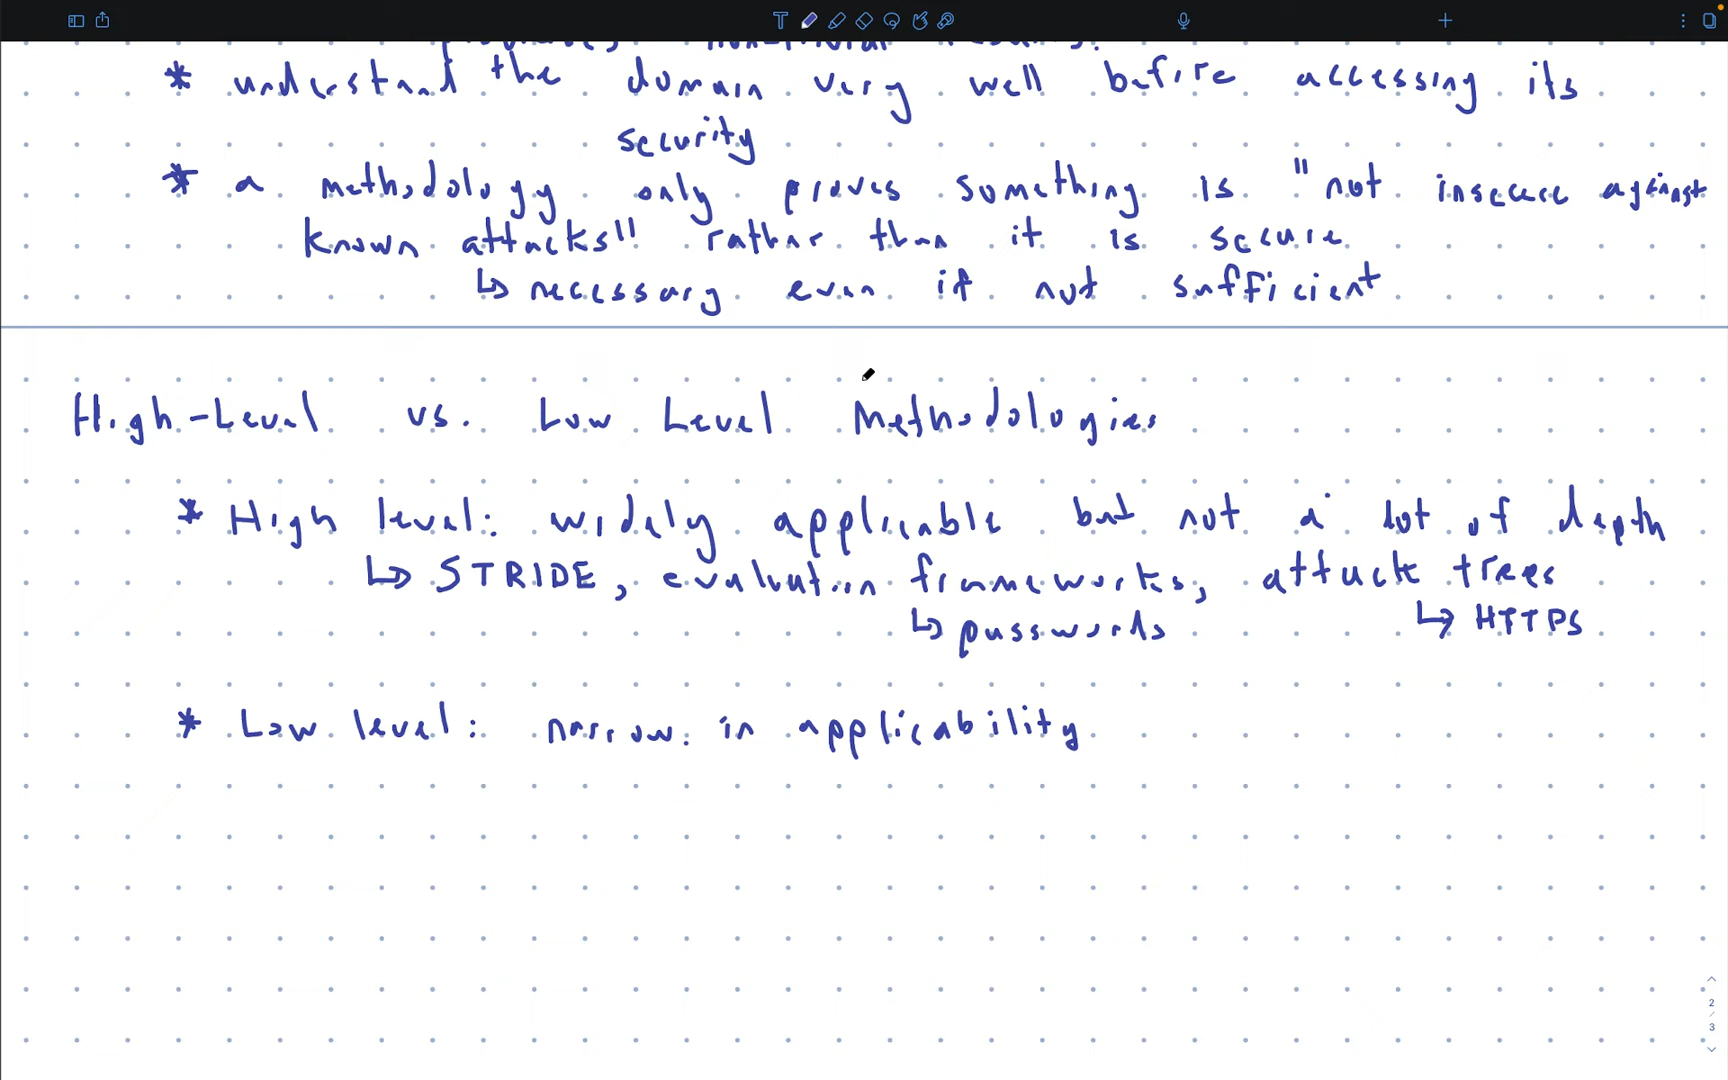 * understand the domain very well before accessing its
security
* a methodology only proves something is "not insecure against
known attacks" rather than it is secure
↳ necessary even if not sufficient
High-Level vs. Low Level Methodologies
* High level: widely applicable but not a lot of depth
↳ STRIDE, evaluation frameworks, attack trees
↳ passwords ↳ HTTPS
* Low level: narrow in applicability
2
/
3